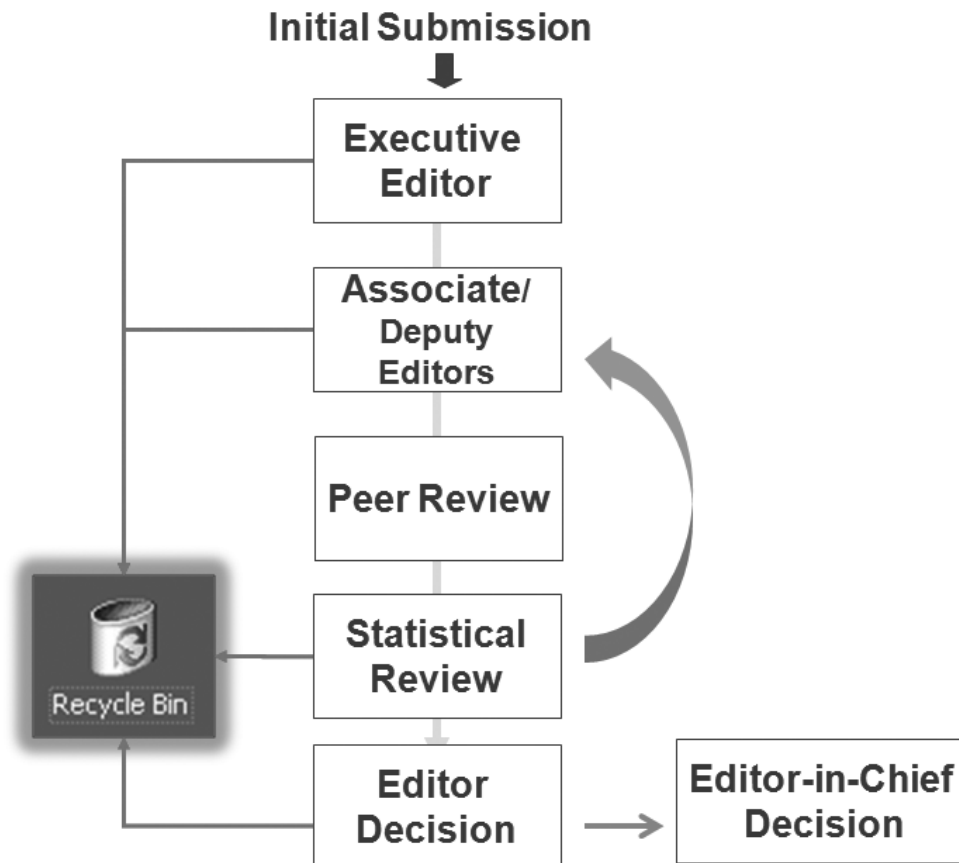 Initial Submission
Executive
Editor
Associate/
Deputy
Editors
Peer Review
Statistical
Review
Recycle Bin
Editor
Decision
Editor-in-Chief
Decision